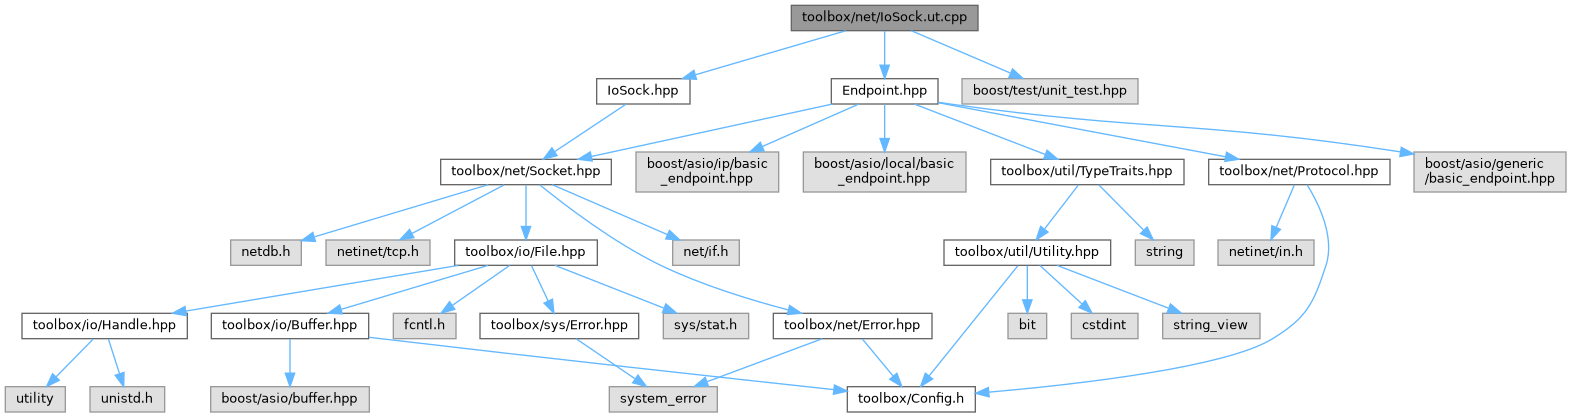 toolbox/net/IoSock.ut.cpp
IoSock.hpp
Endpoint.hpp
boost/test/unit_test.hpp
toolbox/net/Socket.hpp
boost/asio/ip/basic
_endpoint.hpp
boost/asio/local/basic
_endpoint.hpp
toolbox/util/TypeTraits.hpp
toolbox/net/Protocol.hpp
boost/asio/generic
/basic_endpoint.hpp
netdb.h
netinet/tcp.h
toolbox/io/File.hpp
net/if.h
toolbox/util/Utility.hpp
string
netinet/in.h
toolbox/io/Handle.hpp
toolbox/io/Buffer.hpp
fcntl.h
toolbox/sys/Error.hpp
sys/stat.h
toolbox/net/Error.hpp
bit
cstdint
string_view
utility
unistd.h
boost/asio/buffer.hpp
system_error
toolbox/Config.h